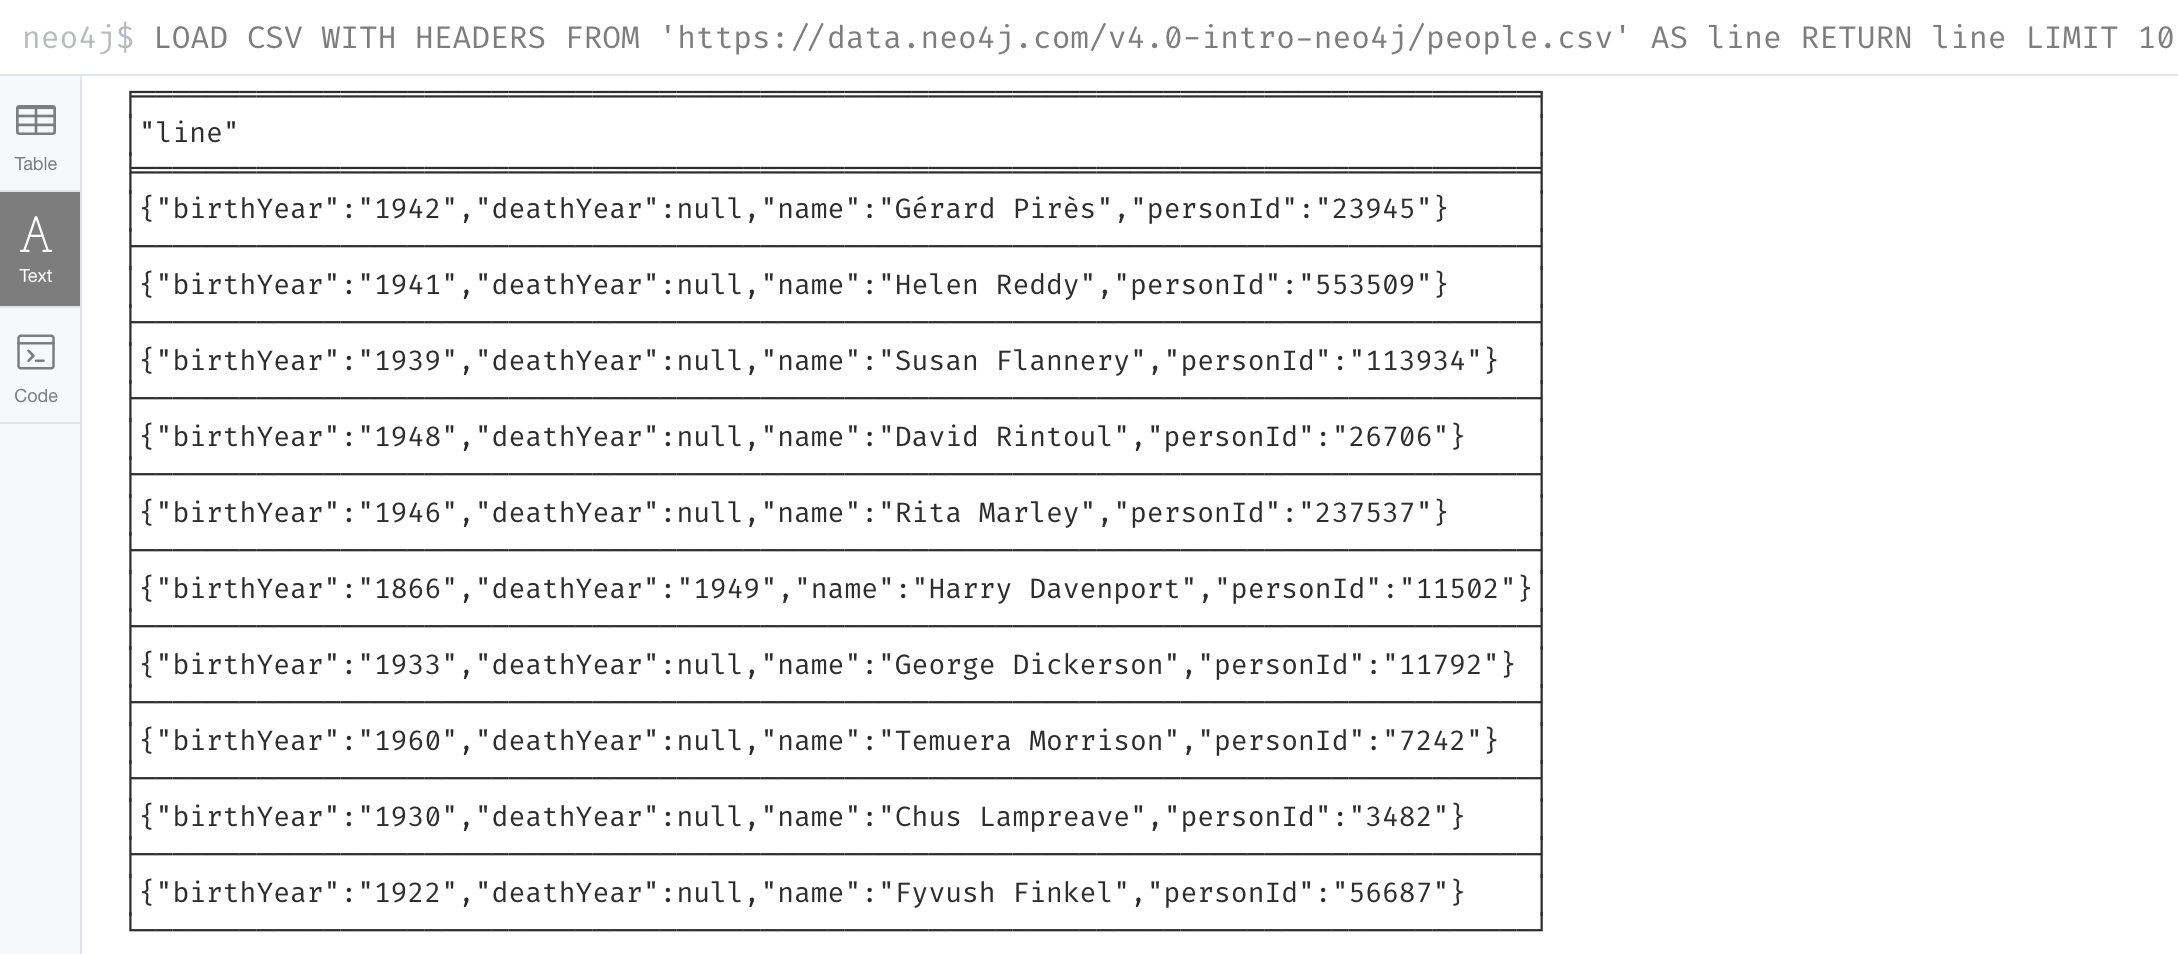 neo4j$ LOAD CSV WITH HEADERS FROM 'https://data.neo4j.com/v4.0-intro-neo4j/people.csv' AS line RETURN line LIMIT 10
Table
Text
Code
"line"
{"birthYear":"1942","deathYear":null,"name":"Gérard Pirès","personId":"23945"}
{"birthYear":"1941","deathYear":null,"name":"Helen Reddy","personId":"553509"}
{"birthYear":"1939","deathYear":null,"name":"Susan Flannery","personId":"113934"}
{"birthYear":"1948","deathYear":null,"name":"David Rintoul","personId":"26706"}
{"birthYear":"1946","deathYear":null,"name":"Rita Marley","personId":"237537"}
{"birthYear":"1866","deathYear":"1949","name":"Harry Davenport","personId":"11502"}
{"birthYear":"1933","deathYear":null,"name":"George Dickerson","personId":"11792"}
{"birthYear":"1960","deathYear":null,"name":"Temuera Morrison","personId":"7242"}
{"birthYear":"1930","deathYear":null,"name":"Chus Lampreave","personId":"3482"}
{"birthYear":"1922","deathYear":null,"name":"Fyvush Finkel","personId":"56687"}